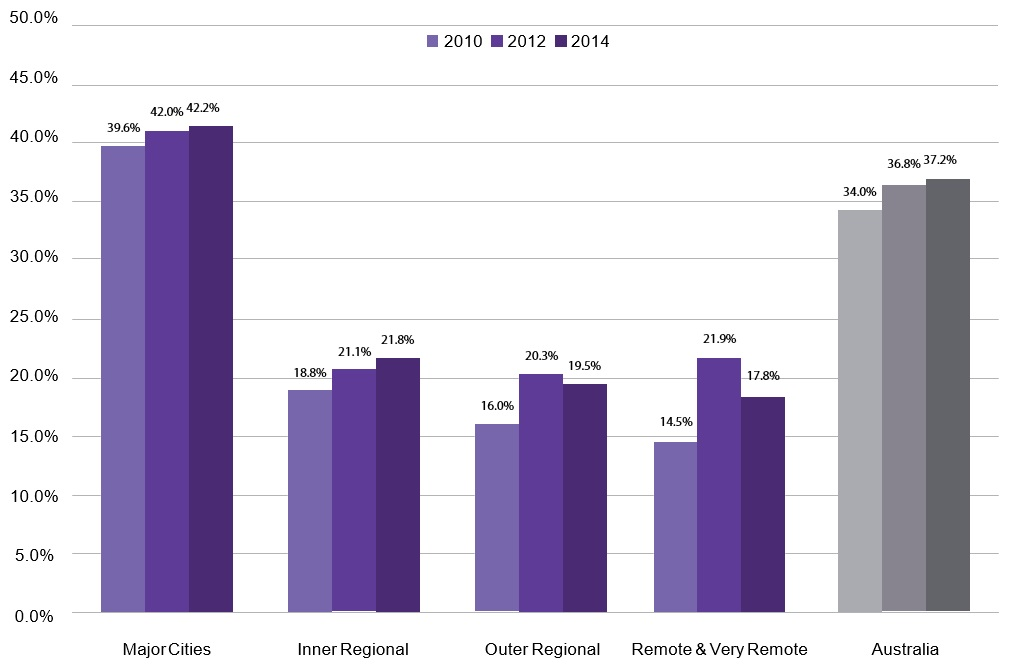 50.0%
2010 2012 2014
45.0%
39.6% 42.0% 42.2%
40.0%
36.8% 37.2%
34.0%
35.0%
30.0%
25.0%
18.8% 21.1% 21.8%
16.0% 20.3% 19.5%
14.5% 21.9% 17.8%
20.0%
15.0%
10.0%
5.0%
0.0%
Major Cities Inner Regional Outer Regional Remote & Very Remote Australia